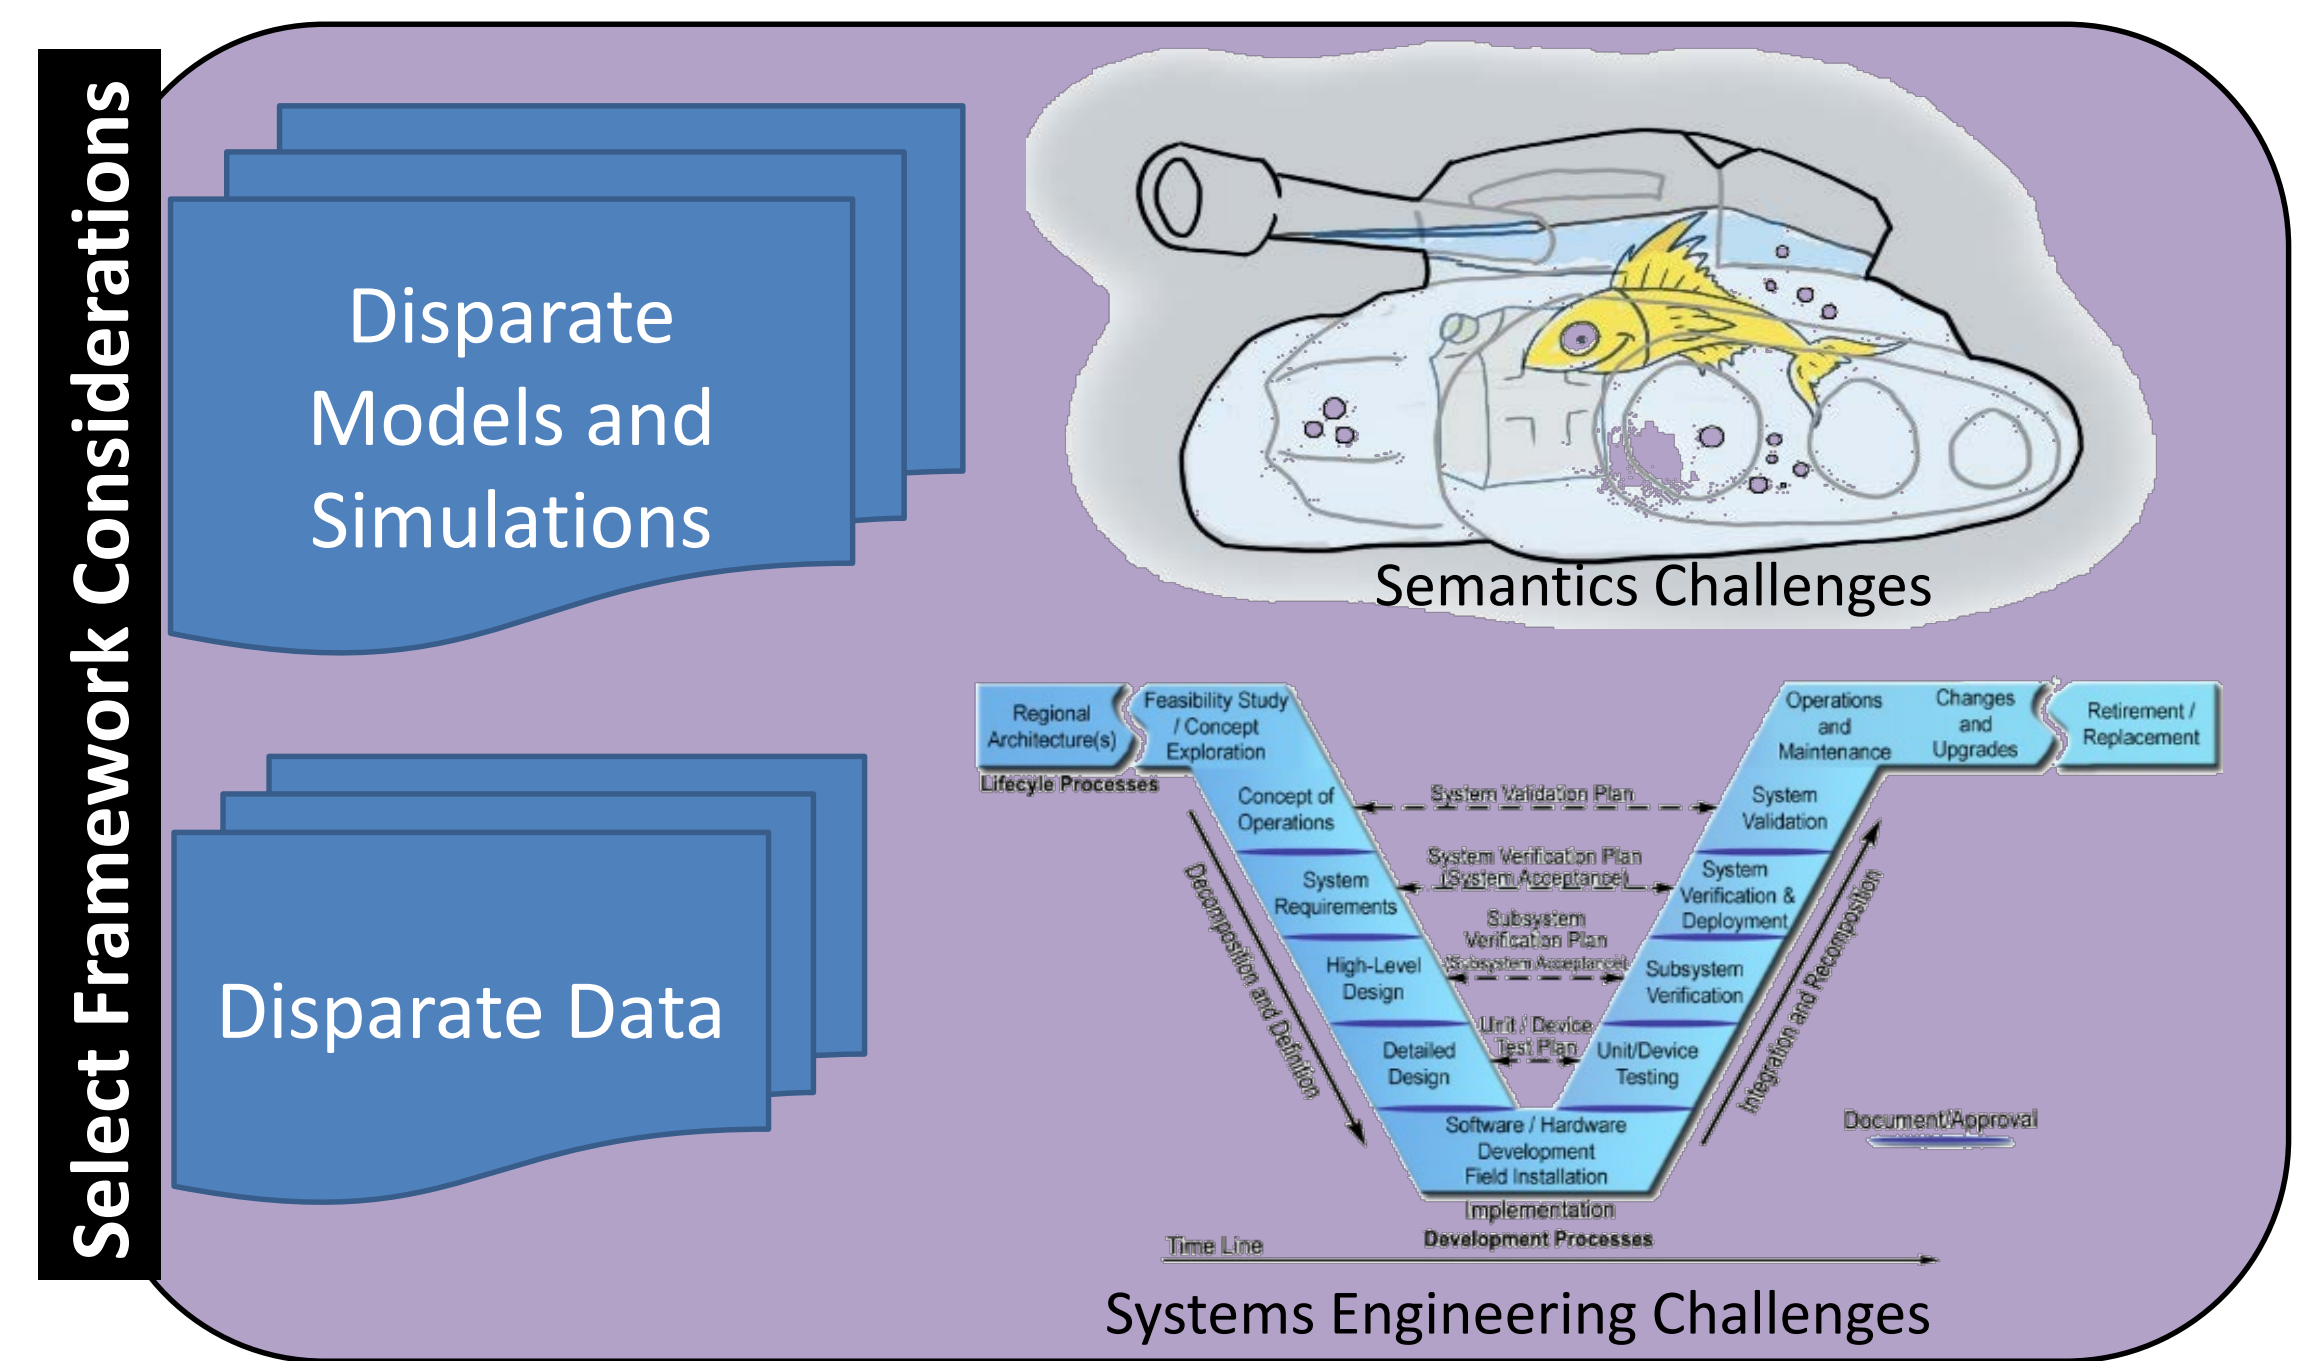 Select Framework Considerations
Disparate
Models and
Simulations
Semantics Challenges
Disparate Data
Regional
Architecture(s)
Feasibility Study
/ Concept
Exploration
Lifecyle Processes
Concept of
Operations
System
Requirements
High-Level
Design
Detailed
Design
Software / Hardware
Development
Field Installation
Implementation
Development Processes
Decomposition and Definition
System Validation Plan
System Verification Plan
(System Acceptance)
Subsystem
Verification Plan
(Subsystem Acceptance)
Unit / Device
Test Plan
Operations
and
Maintenance
Changes
and
Upgrades
Retirement /
Replacement
System
Validation
System
Verification &
Deployment
Subsystem
Verification
Unit/Device
Testing
Integration and Recomposition
Document/Approval
Time Line
Systems Engineering Challenges